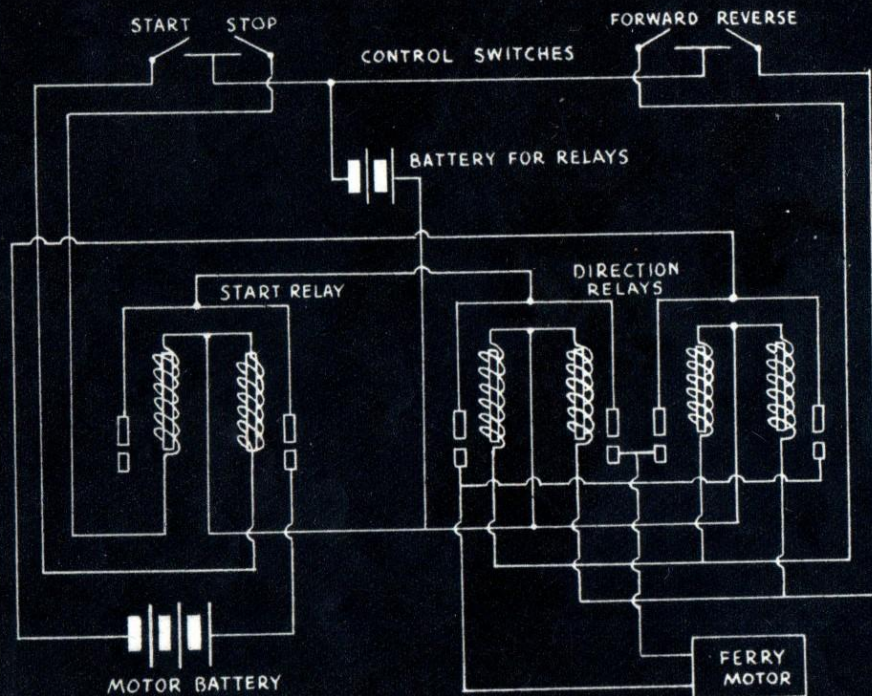 START STOP
FORWARD REVERSE
CONTROL SWITCHES
BATTERY FOR RELAYS
START RELAY
DIRECTION
RELAYS
FERRY
MOTOR
MOTOR BATTERY